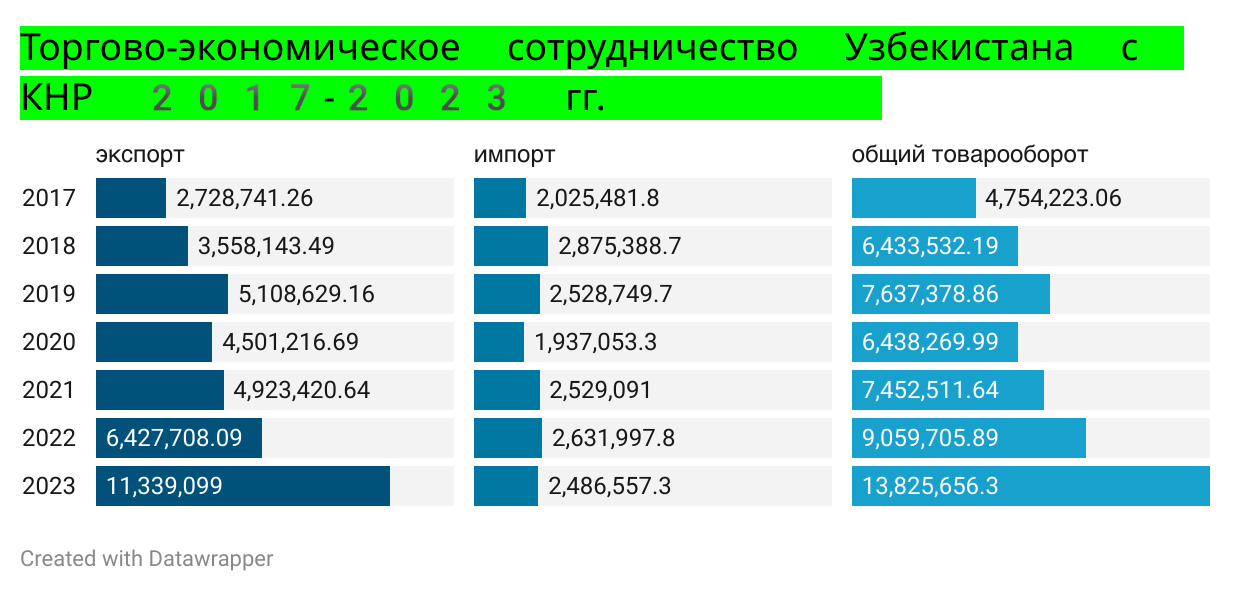 Торгово-экономическое сотрудничество Узбекистана с
КНР 2017-2023 гг.
экспорт импорт общий товарооборот
2017 2,728,741.26 2,025,481.8 4,754,223.06
2018 3,558,143.49 2,875,388.7 6,433,532.19
2019 5,108,629.16 2,528,749.7 7,637,378.86
2020 4,501,216.69 1,937,053.3 6,438,269.99
2021 4,923,420.64 2,529,091 7,452,511.64
2022 6,427,708.09 2,631,997.8 9,059,705.89
2023 11,339,099 2,486,557.3 13,825,656.3
Created with Datawrapper